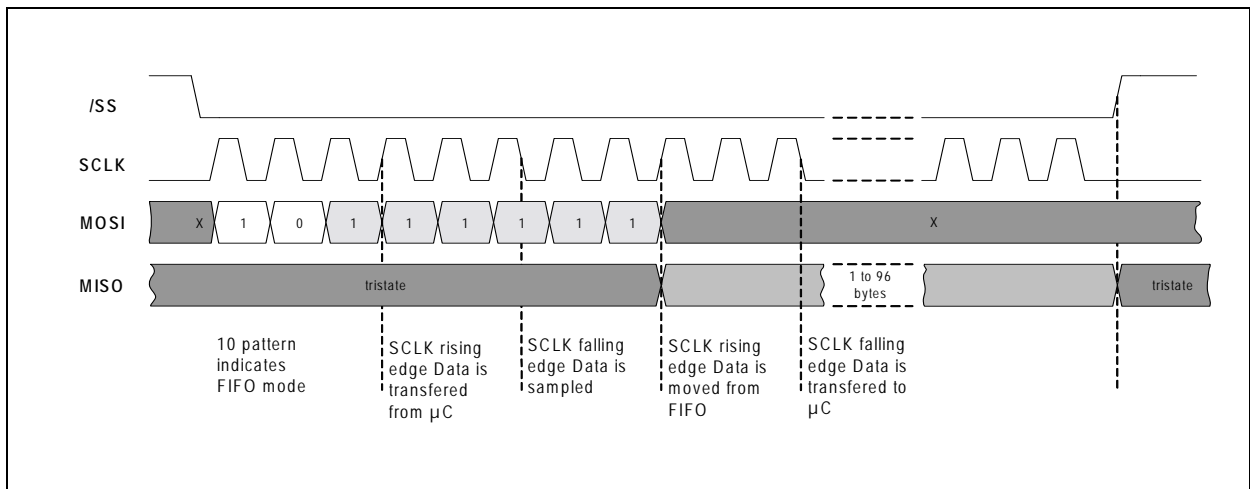 /SS
SCLK
MOSI
X
1
0
1
1
1
1
1
1
X
MISO
tristate
1 to 96
bytes
tristate
10 pattern
indicates
FIFO mode
SCLK rising
edge Data is
transfered
from µC
SCLK falling
edge Data is
sampled
SCLK rising
edge Data is
moved from
FIFO
SCLK falling
edge Data is
transfered to
µC